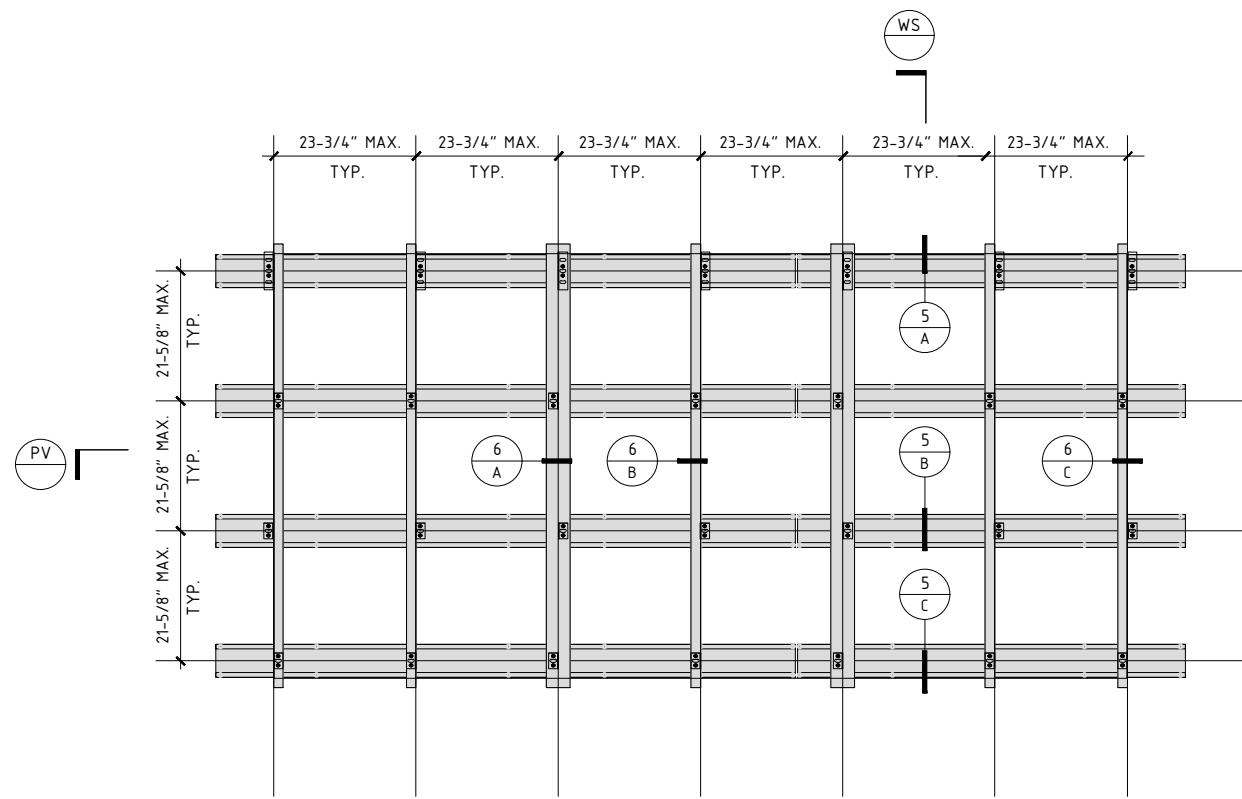 WS
23-3/4" MAX. 23-3/4" MAX. 23-3/4" MAX. 23-3/4" MAX. 23-3/4" MAX. 23-3/4" MAX.
TYP. TYP. TYP. TYP. TYP. TYP.
21-5/8" MAX.
TYP.
5
A
21-5/8" MAX.
TYP.
PV
6
A
6
B
5
B
6
C
21-5/8" MAX.
TYP.
5
C